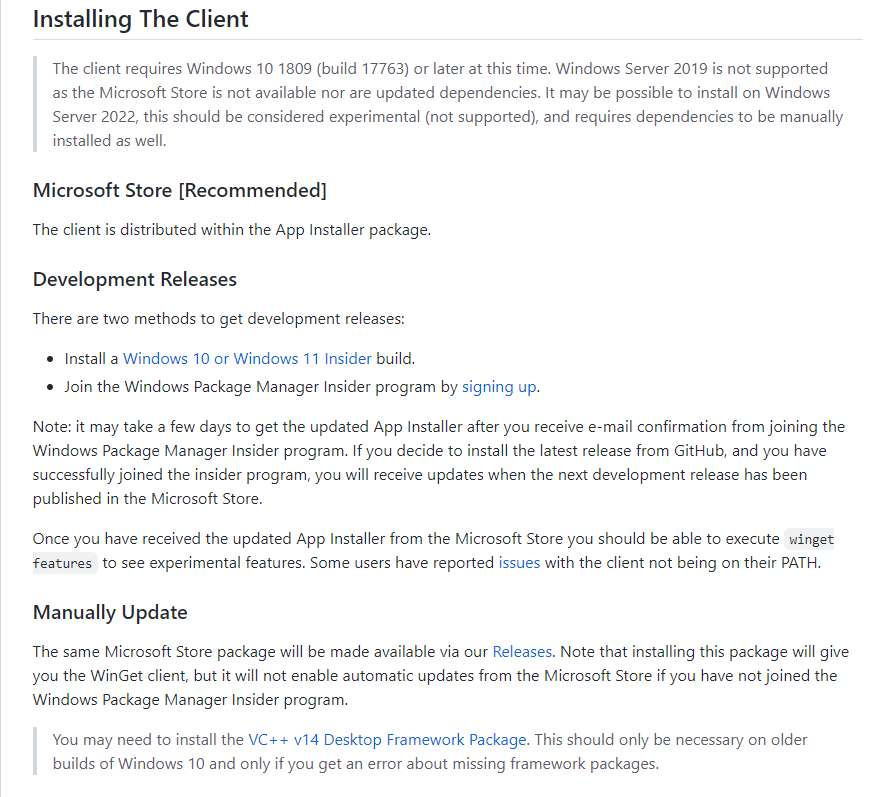 Installing The Client
The client requires Windows 10 1809 (build 17763) or later at this time. Windows Server 2019 is not supported
as the Microsoft Store is not available nor are updated dependencies. It may be possible to install on Windows
Server 2022, this should be considered experimental (not supported), and requires dependencies to be manually
installed as well.
Microsoft Store [Recommended]
The client is distributed within the App Installer package.
Development Releases
There are two methods to get development releases:
• Install a Windows 10 or Windows 11 Insider build.
• Join the Windows Package Manager Insider program by signing up.
Note: it may take a few days to get the updated App Installer after you receive e-mail confirmation from joining the
Windows Package Manager Insider program. If you decide to install the latest release from GitHub, and you have
successfully joined the insider program, you will receive updates when the next development release has been
published in the Microsoft Store.
Once you have received the updated App Installer from the Microsoft Store you should be able to execute winget
features to see experimental features. Some users have reported issues with the client not being on their PATH.
Manually Update
The same Microsoft Store package will be made available via our Releases. Note that installing this package will give
you the WinGet client, but it will not enable automatic updates from the Microsoft Store if you have not joined the
Windows Package Manager Insider program.
You may need to install the VC++ v14 Desktop Framework Package. This should only be necessary on older
builds of Windows 10 and only if you get an error about missing framework packages.